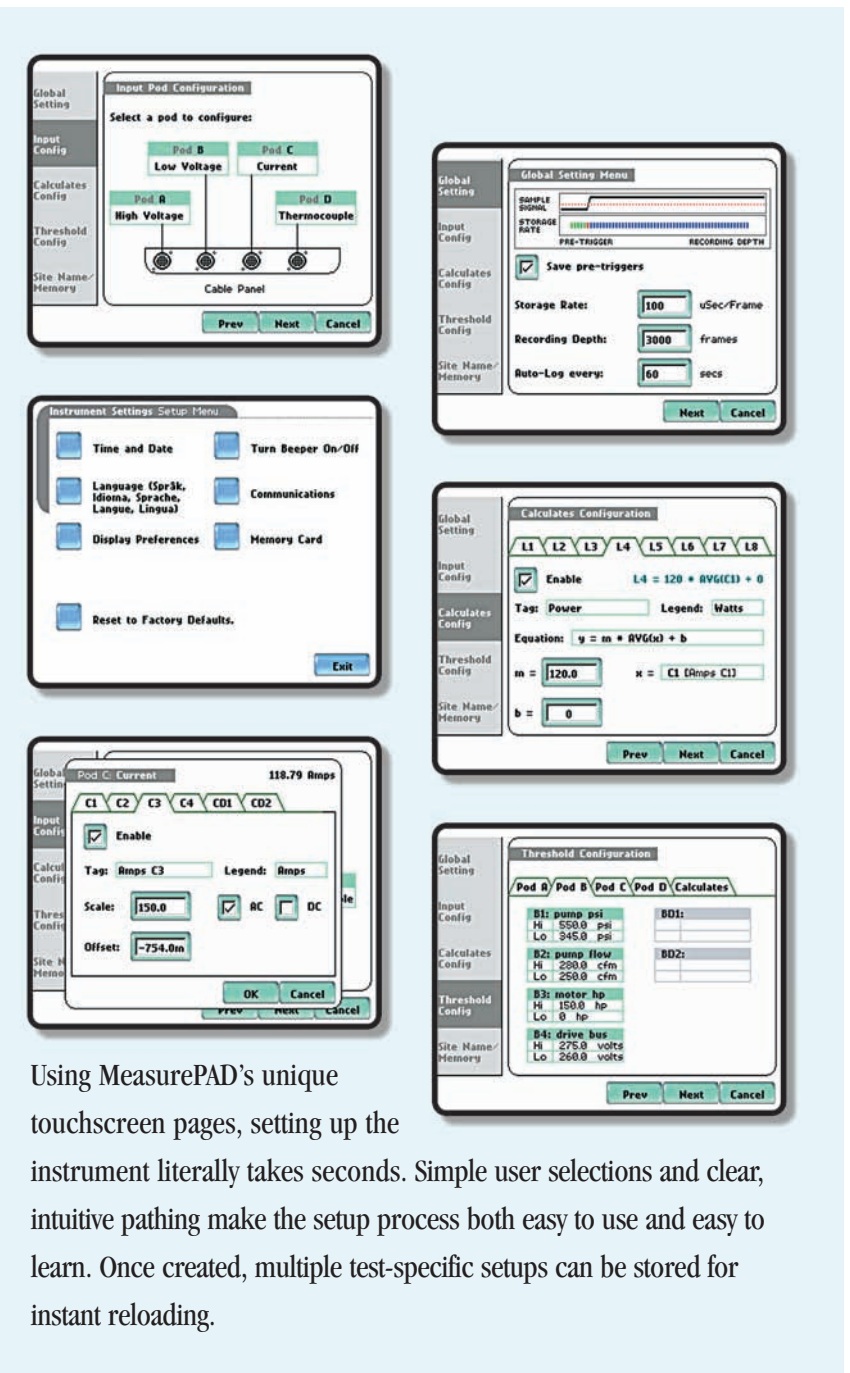 Global
Setting
Input
Config
Calculates
Config
Threshold
Config
Site Name/
Memory
Input Pod Configuration
Select a pod to configure:
Pod B
Low Voltage
Pod C
Current
Pod A
High Voltage
Pod D
Thermocouple
Cable Panel
Prev Next Cancel
Instrument Settings Setup Menu
Time and Date
Turn Beeper On/Off
Language (Språk,
Idioma, Sprache,
Langue, Lingua)
Communications
Display Preferences
Memory Card
Reset to Factory Defaults.
Exit
Pod C: Current 118.79 Amps
C1 C2 C3 C4 CD1 CD2
Enable
Tag: Amps C3 Legend: Amps
Scale: 150.0 AC DC
Offset: -754.0m
OK Cancel
Prev Next Cancel
Global
Setting
Input
Config
Calculates
Config
Threshold
Config
Site Name/
Memory
Global Setting Menu
SAMPLE
SIGNAL
STORAGE
RATE
PRE-TRIGGER RECORDING DEPTH
Save pre-triggers
Storage Rate: 100 uSec/Frame
Recording Depth: 3000 frames
Auto-Log every: 60 secs
Next Cancel
Global
Setting
Input
Config
Calculates
Config
Threshold
Config
Site Name/
Memory
Calculates Configuration
L1 L2 L3 L4 L5 L6 L7 L8
Enable L4 = 120 * AVG(C1) + 0
Tag: Power Legend: Watts
Equation: y = m * AVG(x) + b
m = 120.0 x = C1 [Amps C1]
b = 0
Prev Next Cancel
Global
Setting
Input
Config
Calculates
Config
Threshold
Config
Site Name/
Memory
Threshold Configuration
Pod A Pod B Pod C Pod D Calculates
B1: pump psi
Hi 550.0 psi
Lo 345.0 psi
BD1:
B2: pump flow
Hi 280.0 cfm
Lo 250.0 cfm
BD2:
B3: motor hp
Hi 150.0 hp
Lo 0 hp
B4: drive bus
Hi 275.0 volts
Lo 260.0 volts
Prev Next Cancel
Using MeasurePAD’s unique
touchscreen pages, setting up the
instrument literally takes seconds. Simple user selections and clear,
intuitive pathing make the setup process both easy to use and easy to
learn. Once created, multiple test-specific setups can be stored for
instant reloading.